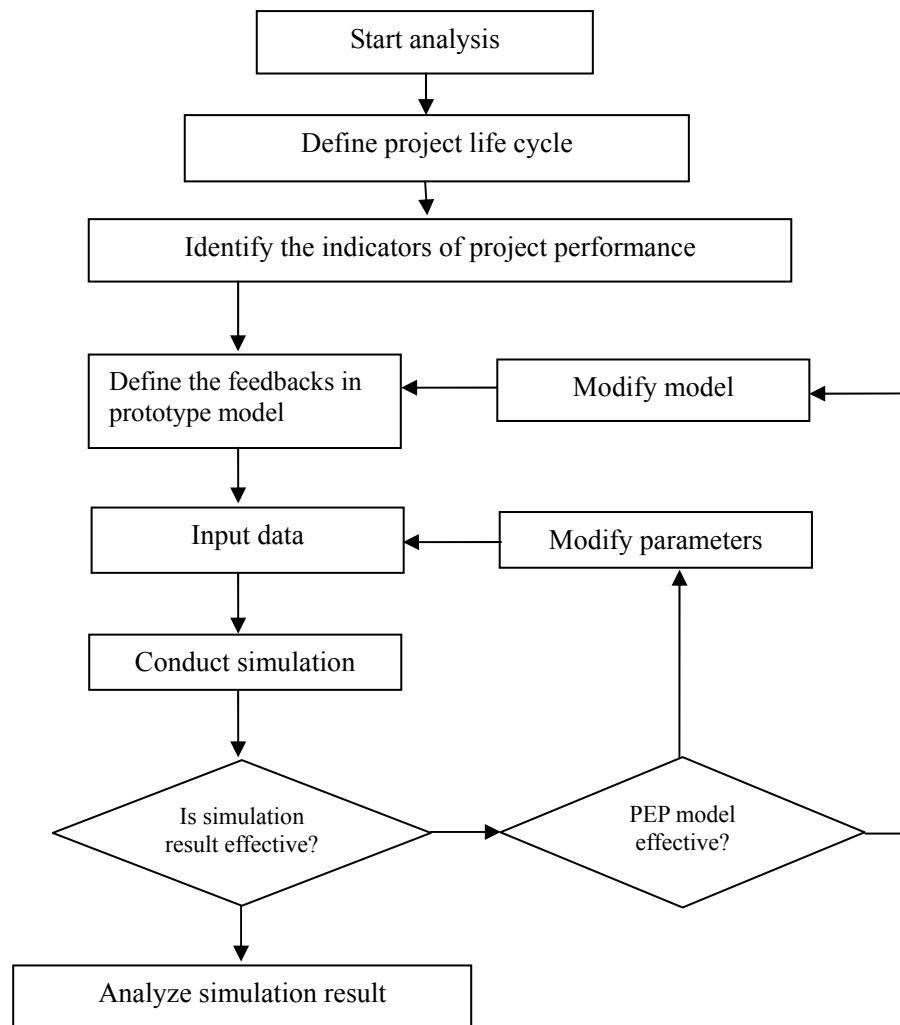 Start analysis
Define project life cycle
Identify the indicators of project performance
Define the feedbacks in
prototype model
Modify model
Input data
Modify parameters
Conduct simulation
Is simulation
result effective?
PEP model
effective?
Analyze simulation result